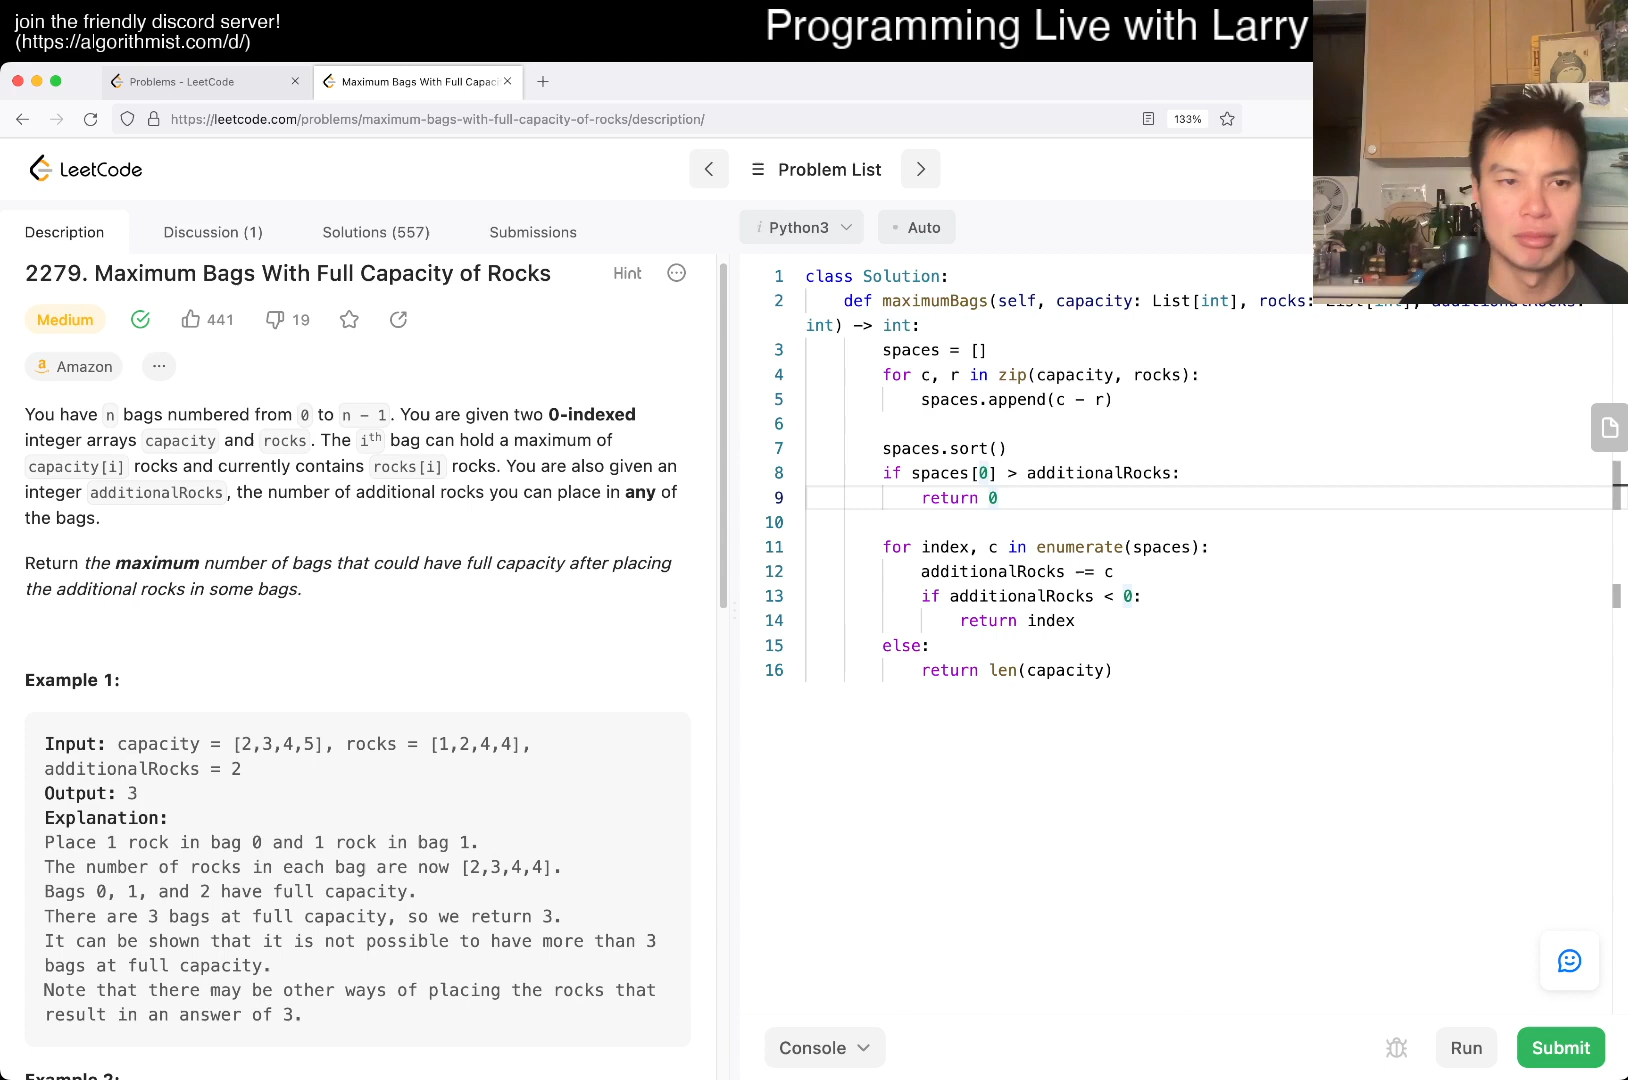 join the friendly discord server!
(https://algorithmist.com/d/)
Programming Live with Larry
Problems - LeetCode
Maximum Bags With Full Capaci
https://leetcode.com/problems/maximum-bags-with-full-capacity-of-rocks/description/
133%
LeetCode
Problem List
Description
Discussion (1)
Solutions (557)
Submissions
i Python3
Auto
2279. Maximum Bags With Full Capacity of Rocks
Hint
Medium
441
19
a Amazon
...
You have n bags numbered from 0 to n - 1. You are given two 0-indexed
integer arrays capacity and rocks. The ith bag can hold a maximum of
capacity[i] rocks and currently contains rocks[i] rocks. You are also given an
integer additionalRocks, the number of additional rocks you can place in any of
the bags.
Return the maximum number of bags that could have full capacity after placing
the additional rocks in some bags.
Example 1:
Input: capacity = [2,3,4,5], rocks = [1,2,4,4],
additionalRocks = 2
Output: 3
Explanation:
Place 1 rock in bag 0 and 1 rock in bag 1.
The number of rocks in each bag are now [2,3,4,4].
Bags 0, 1, and 2 have full capacity.
There are 3 bags at full capacity, so we return 3.
It can be shown that it is not possible to have more than 3
bags at full capacity.
Note that there may be other ways of placing the rocks that
result in an answer of 3.
1 class Solution:
2 def maximumBags(self, capacity: List[int], rocks:
int) -> int:
3 spaces = []
4 for c, r in zip(capacity, rocks):
5 spaces.append(c - r)
6
7 spaces.sort()
8 if spaces[0] > additionalRocks:
9 return 0
10
11 for index, c in enumerate(spaces):
12 additionalRocks -= c
13 if additionalRocks < 0:
14 return index
15 else:
16 return len(capacity)
Console
Run
Submit